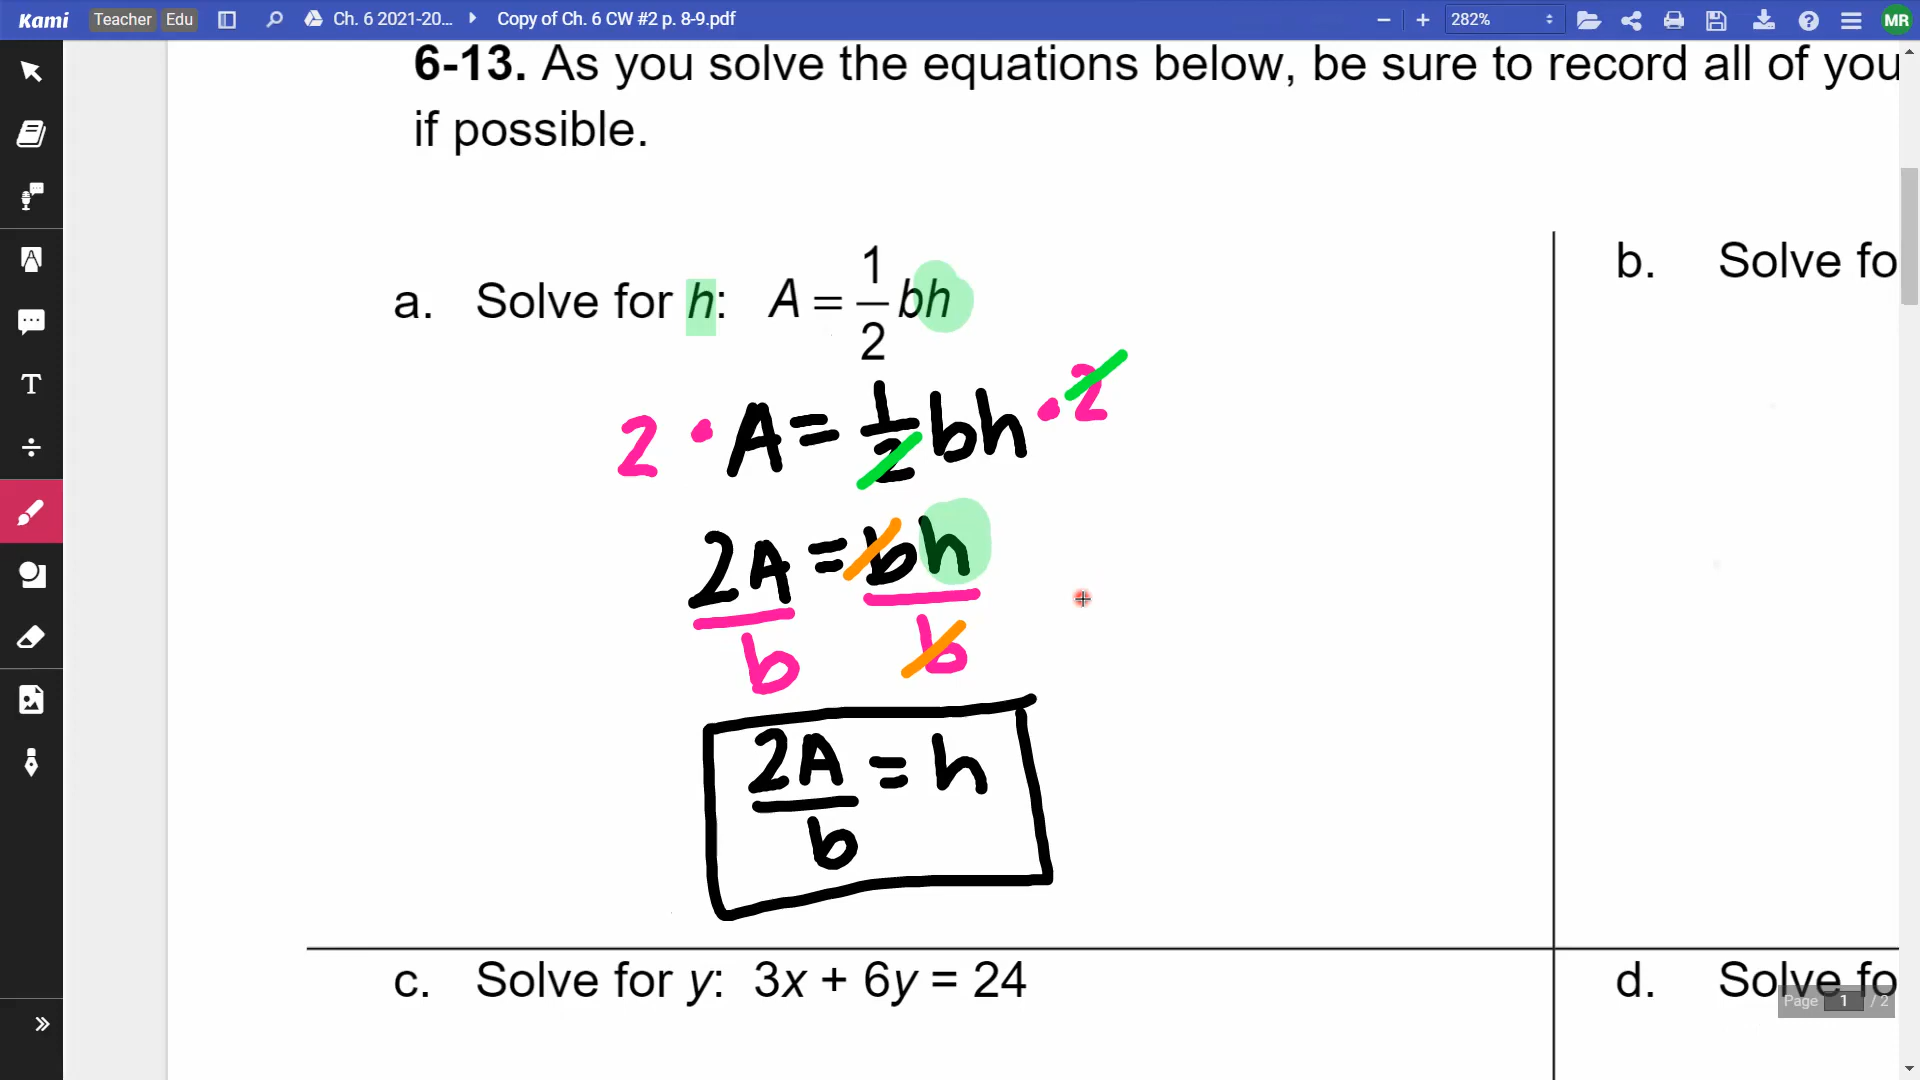 Kami Teacher Edu Ch. 6 2021-20... Copy of Ch. 6 CW #2 p. 8-9.pdf 282% MR
6-13. As you solve the equations below, be sure to record all of you
if possible.
a. Solve for h: A = 1/2 bh
b. Solve fo
2 · A = 1/2 bh · 2
2A/b = bh/b
2A/b = h
c. Solve for y: 3x + 6y = 24
d. Solve fo
Page 1 / 2